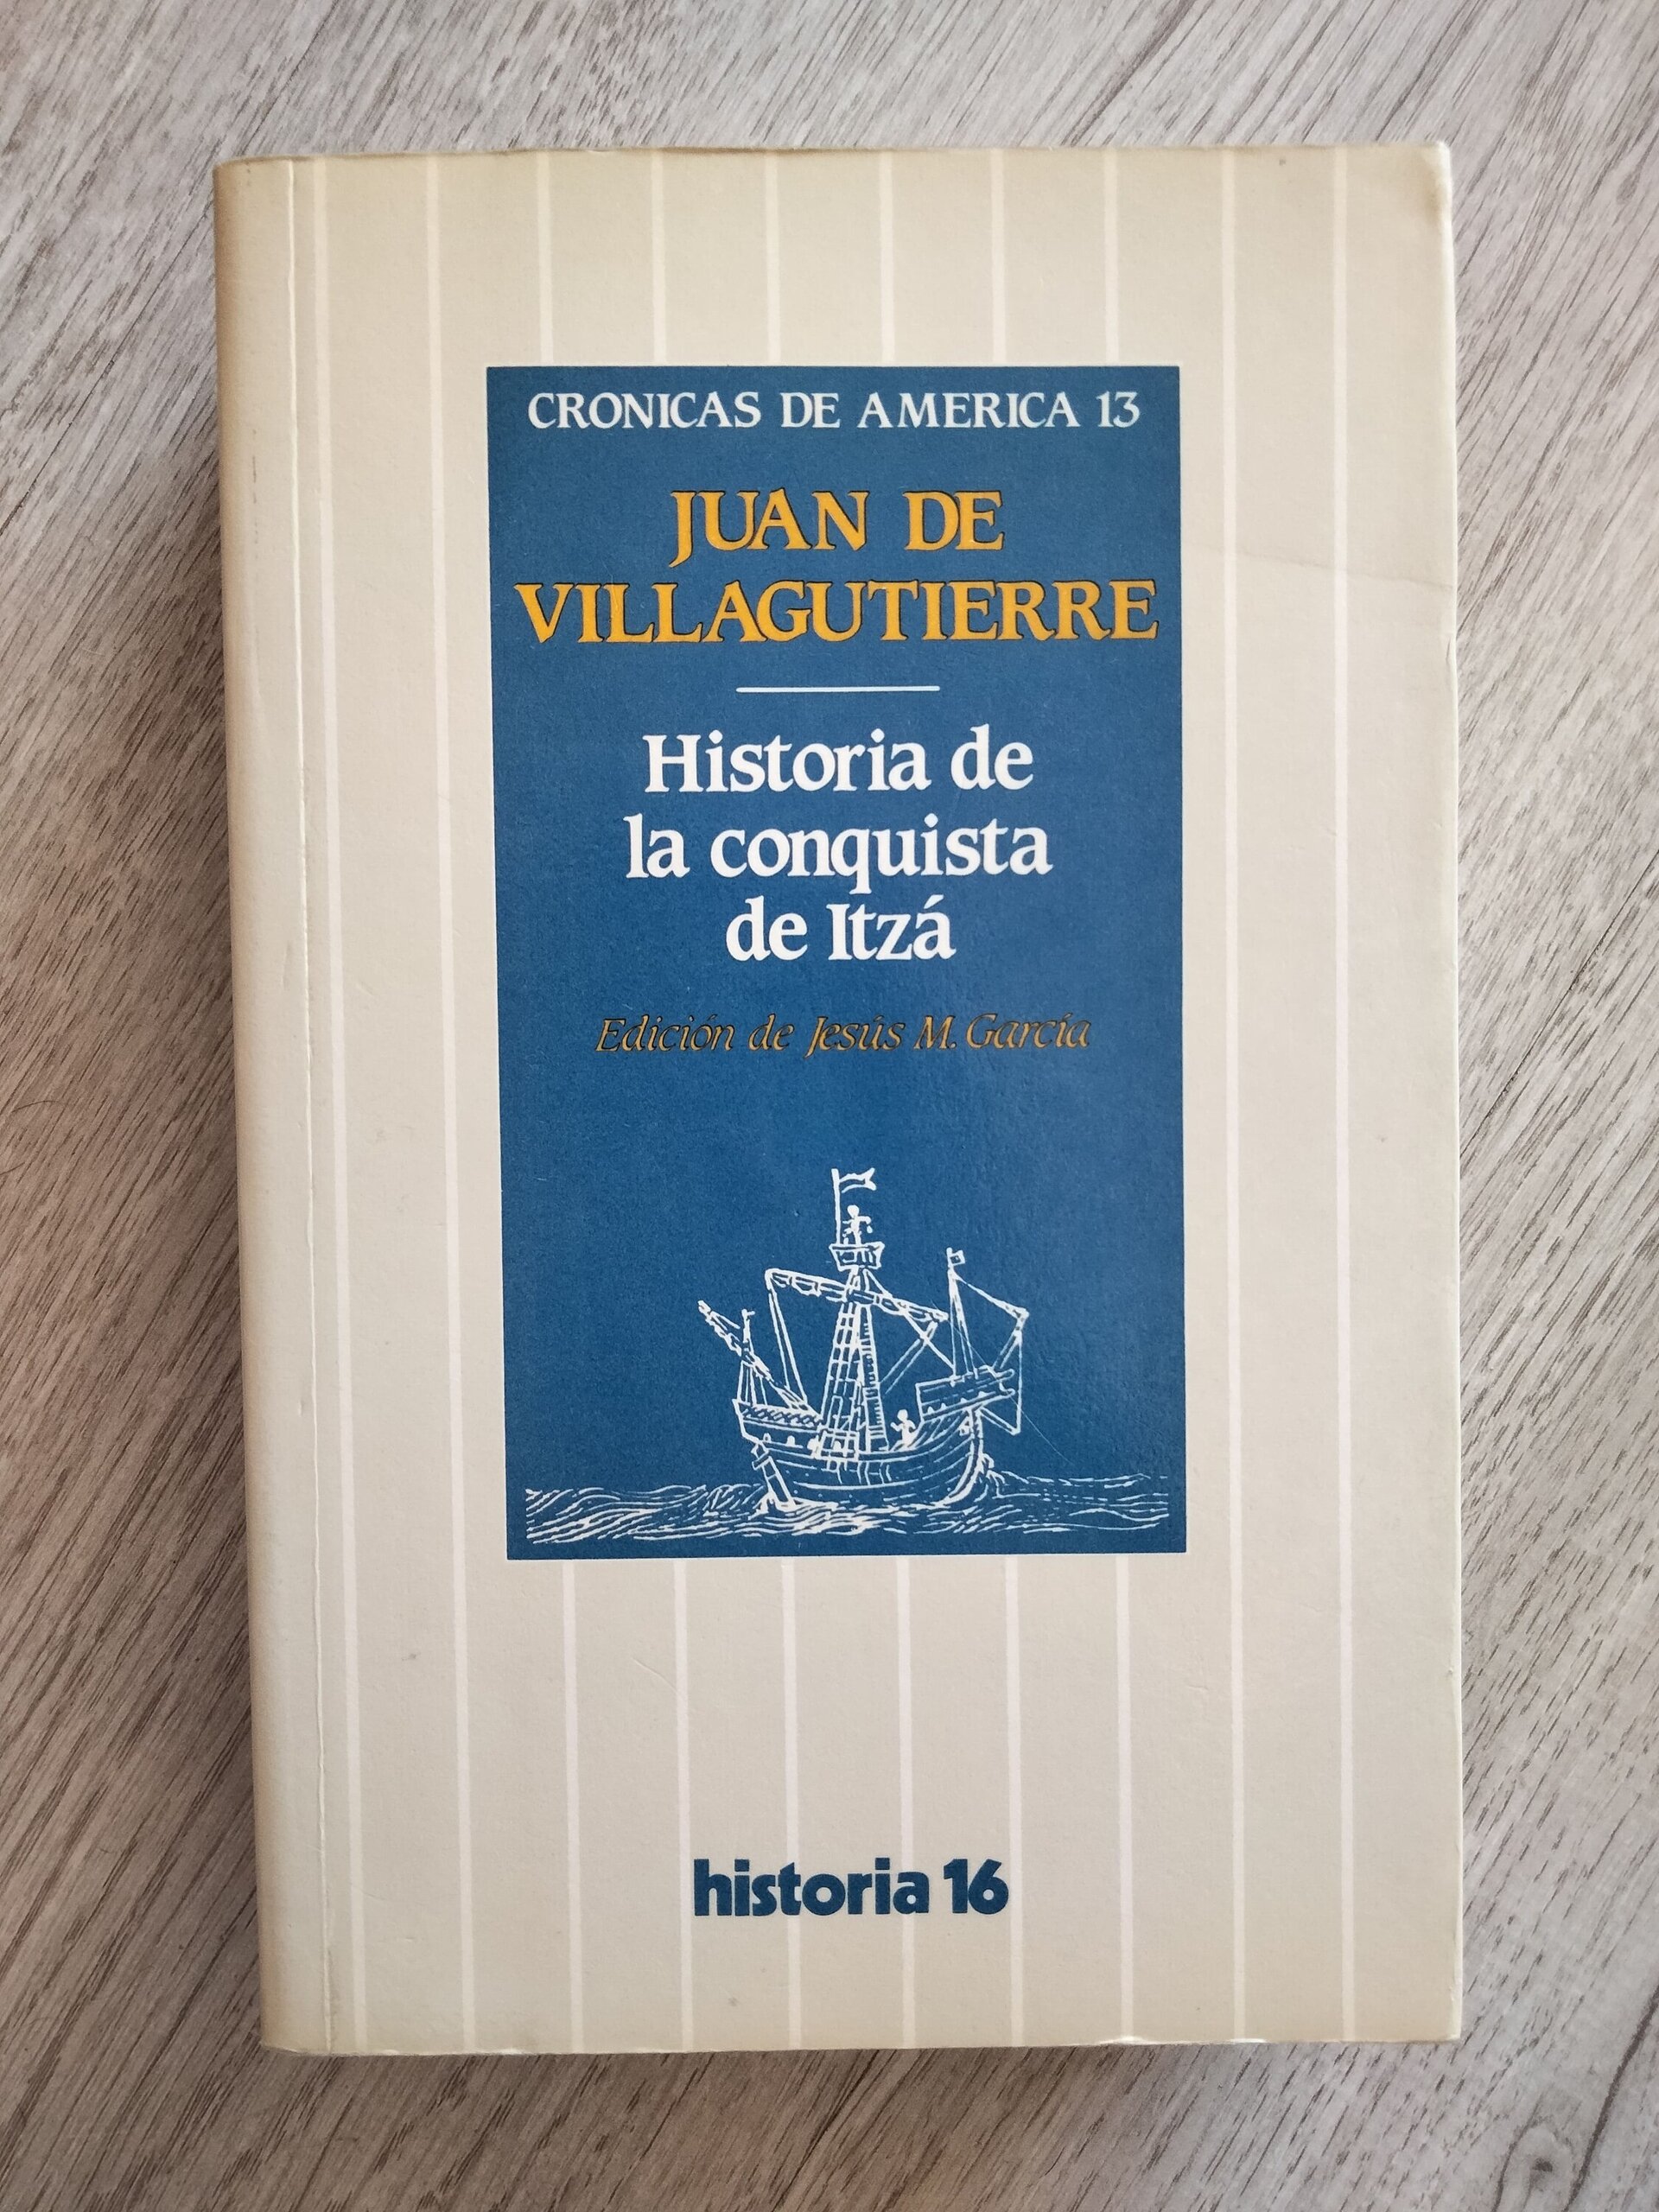 CRONICAS DE AMERICA 13
JUAN DE
VILLAGUTIERRE
Historia de
la conquista
de Itzá
Edición de Jesús M. García
historia 16